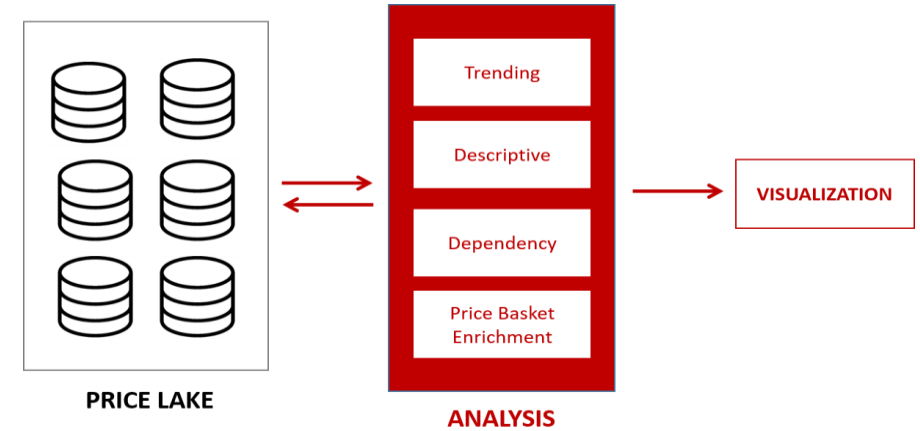 Trending
Descriptive
Dependency
Price Basket
Enrichment
VISUALIZATION
PRICE LAKE
ANALYSIS